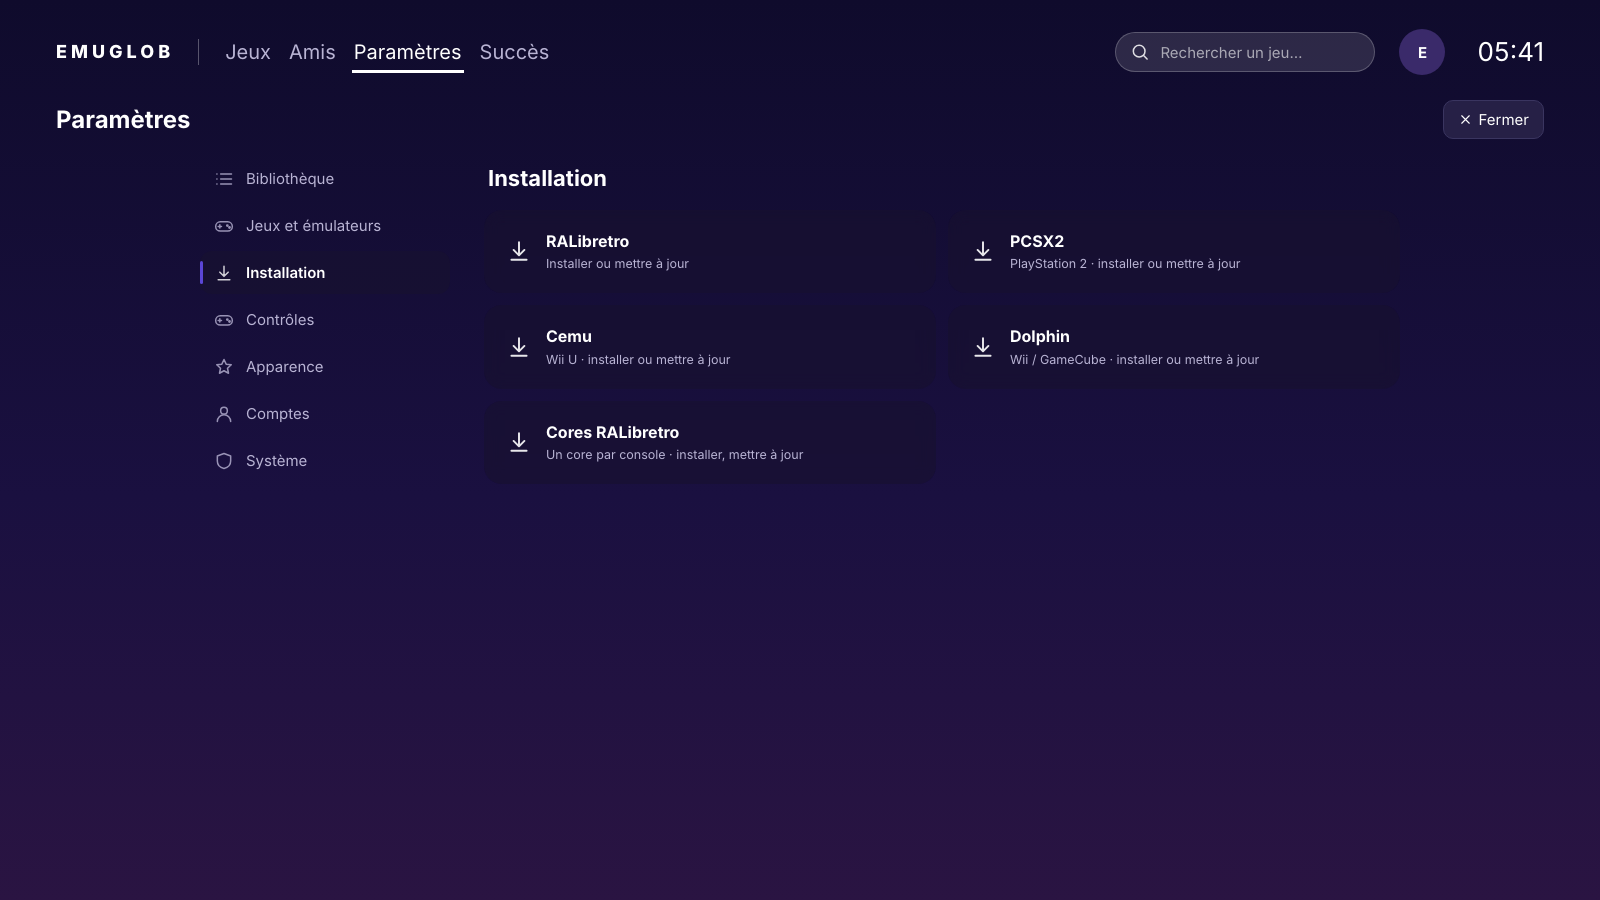 EMUGLOB
Jeux Amis Paramètres Succès
Rechercher un jeu...
E
05:41
Paramètres
Fermer
Bibliothèque
Jeux et émulateurs
Installation
Contrôles
Apparence
Comptes
Système
Installation
RALibretro
Installer ou mettre à jour
PCSX2
PlayStation 2 · installer ou mettre à jour
Cemu
Wii U · installer ou mettre à jour
Dolphin
Wii / GameCube · installer ou mettre à jour
Cores RALibretro
Un core par console · installer, mettre à jour